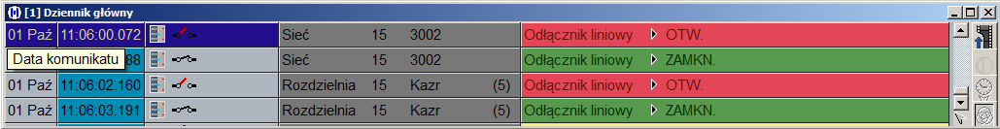 [1] Dziennik główny
01 Paź 11:06:00.072 Sieć 15 3002 Odłącznik liniowy OTW.
Data komunikatu 88 Sieć 15 3002 Odłącznik liniowy ZAMKN.
01 Paź 11:06:02.160 Rozdzielnia 15 Kazr (5) Odłącznik liniowy OTW.
01 Paź 11:06:03.191 Rozdzielnia 15 Kazr (5) Odłącznik liniowy ZAMKN.